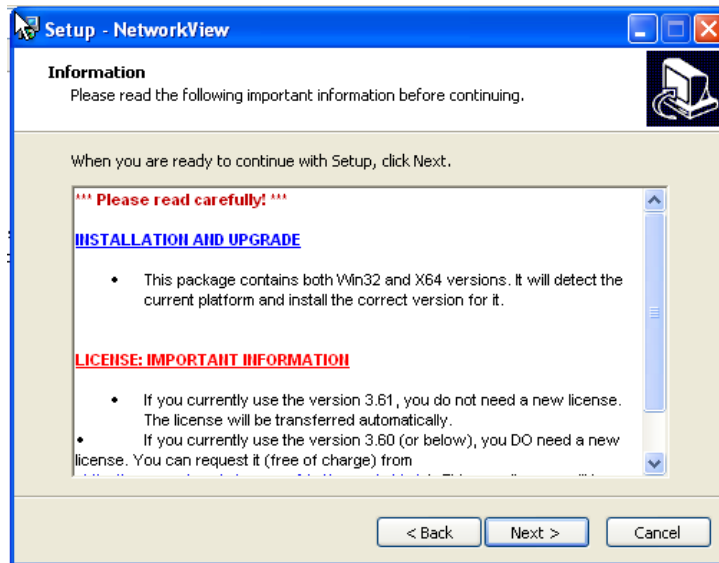 Setup - NetworkView
Information
Please read the following important information before continuing.
When you are ready to continue with Setup, click Next.
*** Please read carefully! ***
INSTALLATION AND UPGRADE
• This package contains both Win32 and X64 versions. It will detect the
current platform and install the correct version for it.
LICENSE: IMPORTANT INFORMATION
• If you currently use the version 3.61, you do not need a new license.
The license will be transferred automatically.
• If you currently use the version 3.60 (or below), you DO need a new
license. You can request it (free of charge) from
< Back Next > Cancel